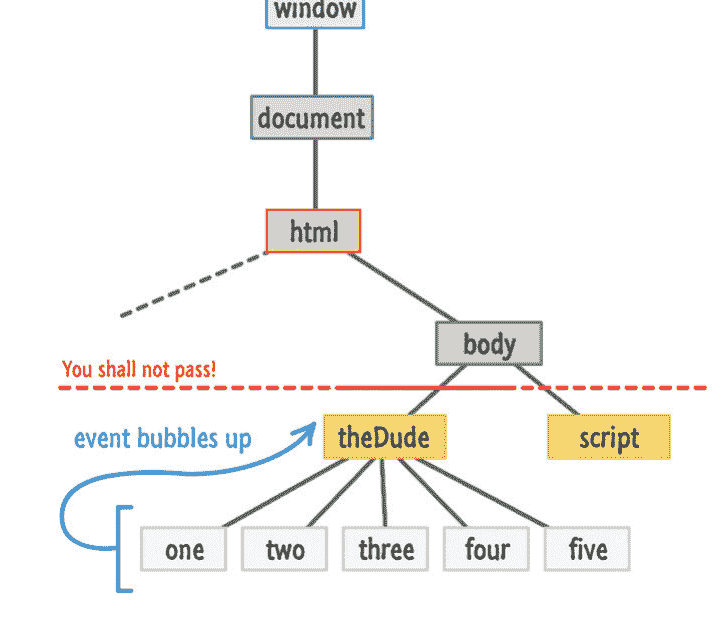 window
document
html
body
You shall not pass!
event bubbles up
theDude
script
one
two
three
four
five